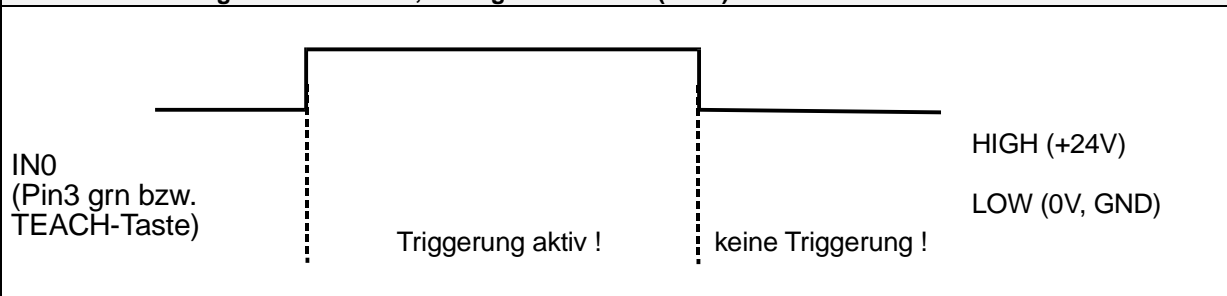 IN0
(Pin3 grn bzw.
TEACH-Taste)
Triggerung aktiv !
keine Triggerung !
HIGH (+24V)
LOW (0V, GND)